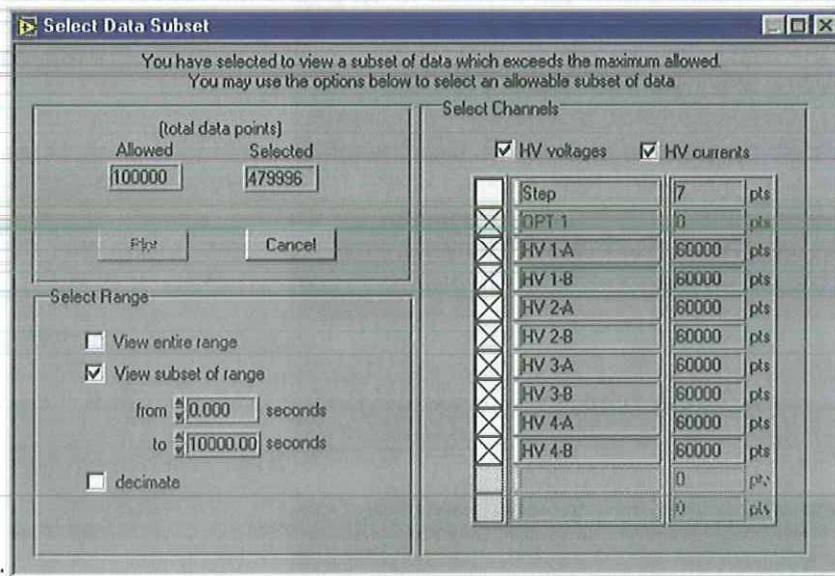 Select Data Subset
You have selected to view a subset of data which exceeds the maximum allowed.
You may use the options below to select an allowable subset of data
(total data points)
Allowed Selected
100000 479996
Plot Cancel
Select Range
View entire range
View subset of range
from 0.000 seconds
to 10000.00 seconds
decimate
Select Channels
HV voltages HV currents
Step 7 pts
OPT 1 0 pts
HV 1-A 60000 pts
HV 1-B 60000 pts
HV 2-A 60000 pts
HV 2-B 60000 pts
HV 3-A 60000 pts
HV 3-B 60000 pts
HV 4-A 60000 pts
HV 4-B 60000 pts
0 pts
0 pts